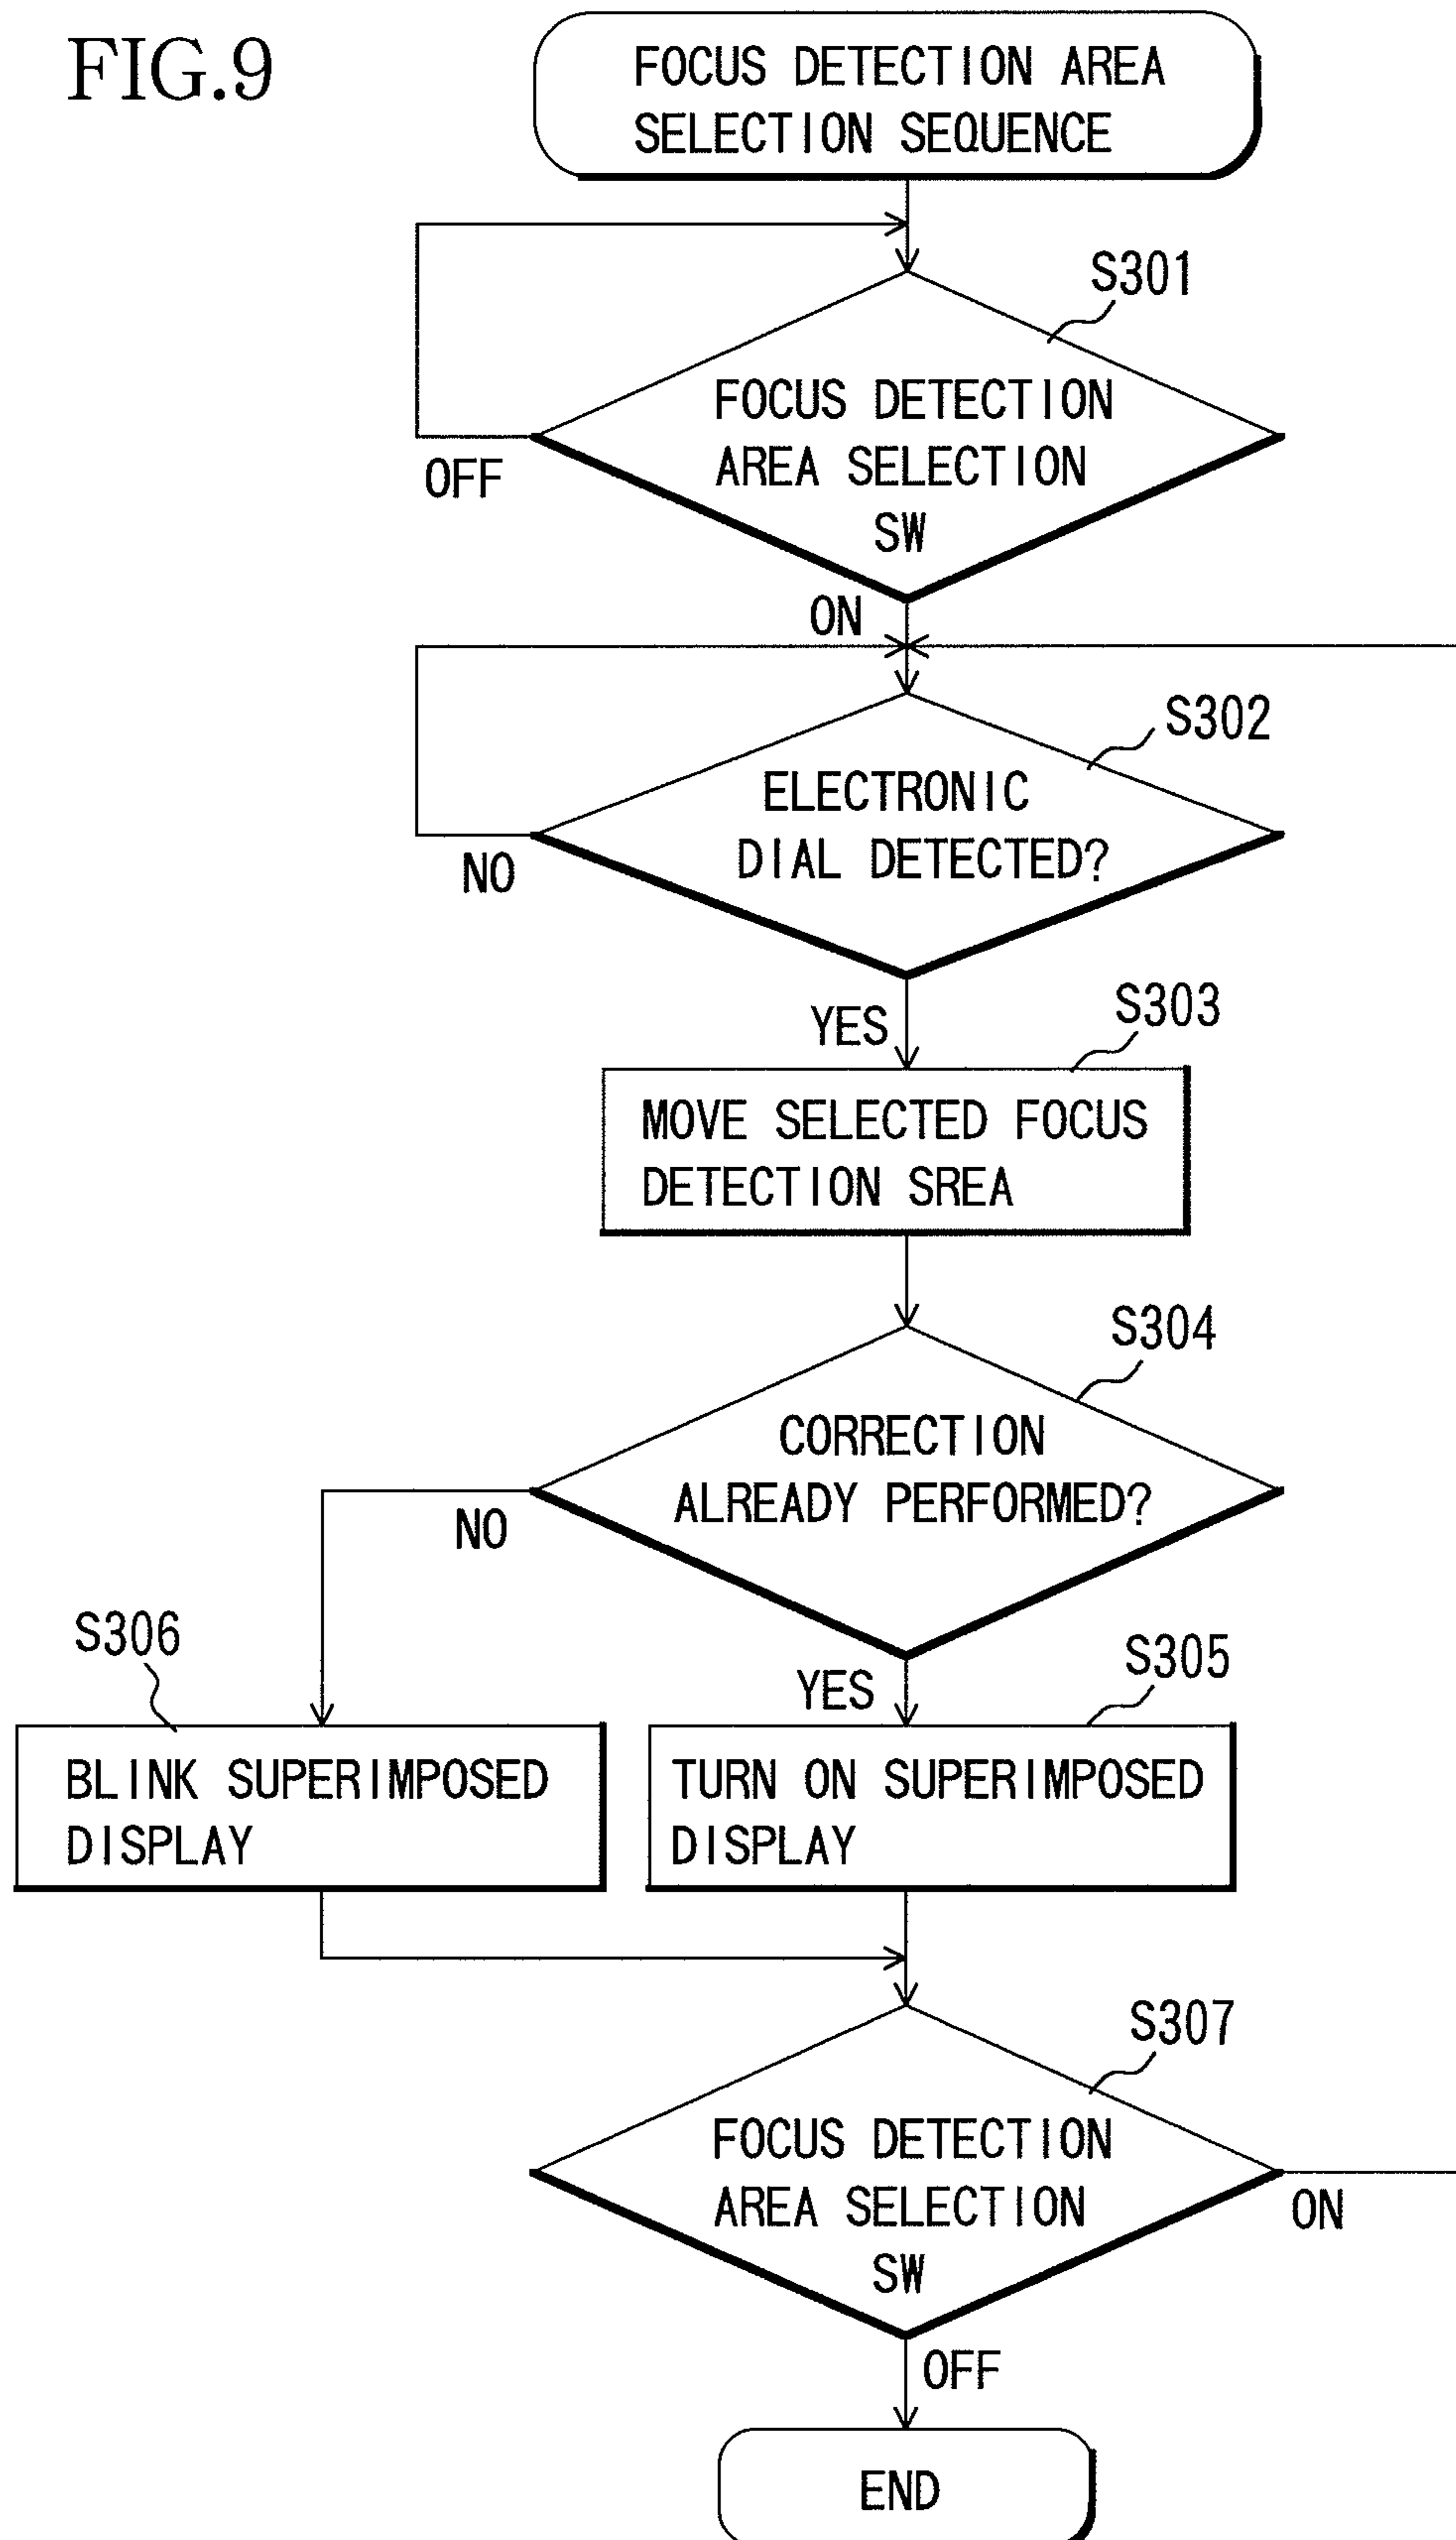 FIG.9
FOCUS DETECTION AREA
SELECTION SEQUENCE
S301
FOCUS DETECTION
AREA SELECTION
SW
OFF
ON
S302
ELECTRONIC
DIAL DETECTED?
NO
YES
S303
MOVE SELECTED FOCUS
DETECTION SREA
S304
CORRECTION
ALREADY PERFORMED?
NO
YES
S306
BLINK SUPERIMPOSED
DISPLAY
S305
TURN ON SUPERIMPOSED
DISPLAY
S307
FOCUS DETECTION
AREA SELECTION
SW
ON
OFF
END